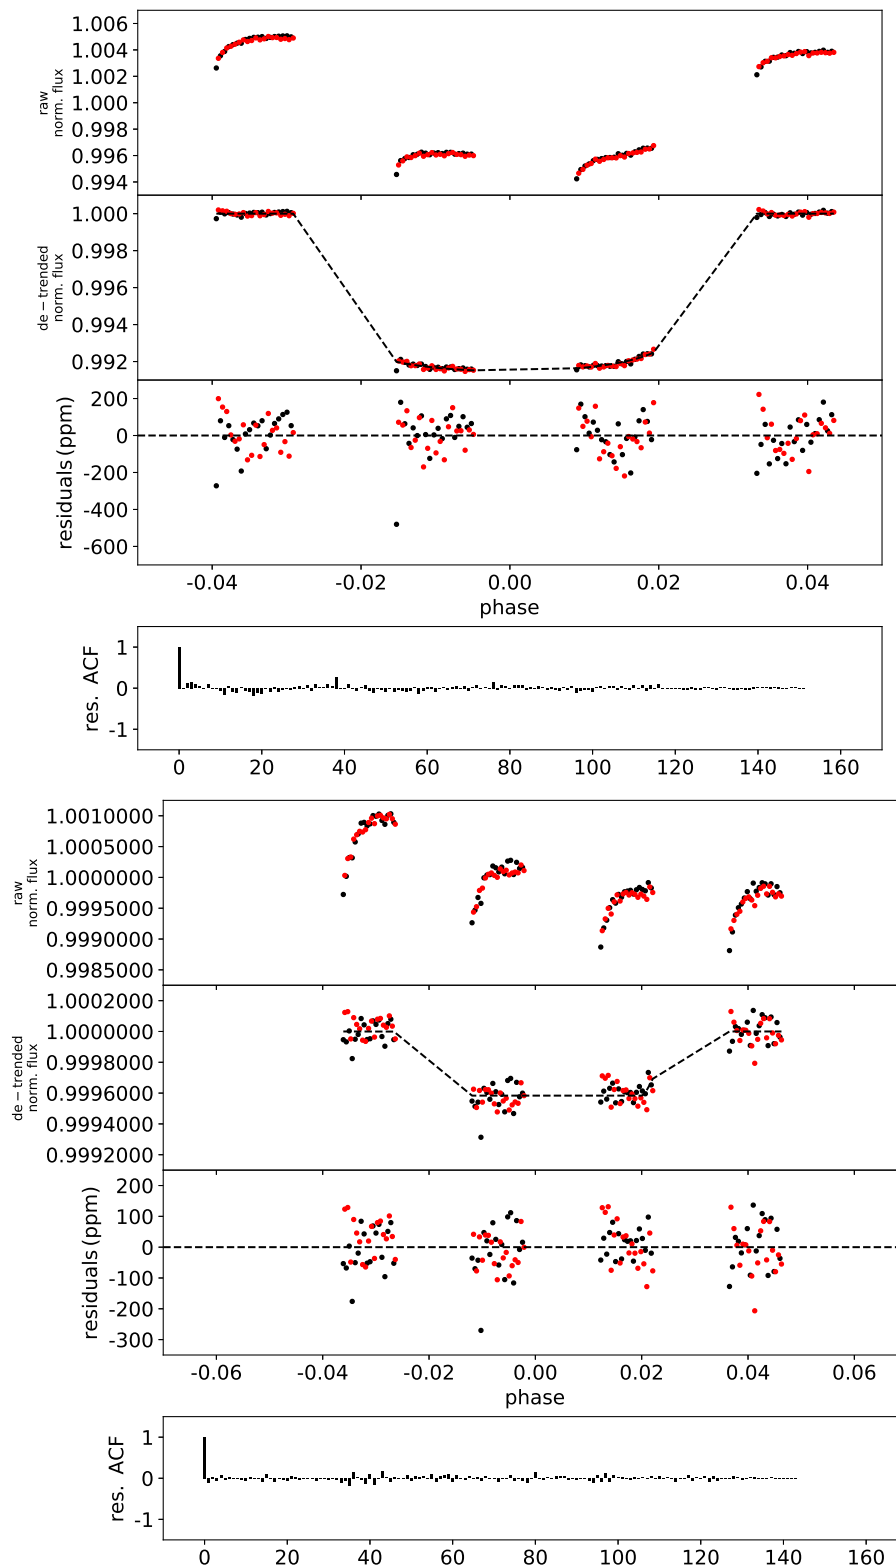 1.006
1.004
1.002
1.000
0.998
0.996
0.994
raw
norm. flux
1.000
0.998
0.996
0.994
0.992
de − trended
norm. flux
200
0
-200
-400
-600
residuals (ppm)
-0.04 -0.02 0.00 0.02 0.04
phase
1
0
-1
res. ACF
0 20 40 60 80 100 120 140 160
1.0010000
1.0005000
1.0000000
0.9995000
0.9990000
0.9985000
raw
norm. flux
1.0002000
1.0000000
0.9998000
0.9996000
0.9994000
0.9992000
de − trended
norm. flux
200
100
0
-100
-200
-300
residuals (ppm)
-0.06 -0.04 -0.02 0.00 0.02 0.04 0.06
phase
1
0
-1
res. ACF
0 20 40 60 80 100 120 140 160